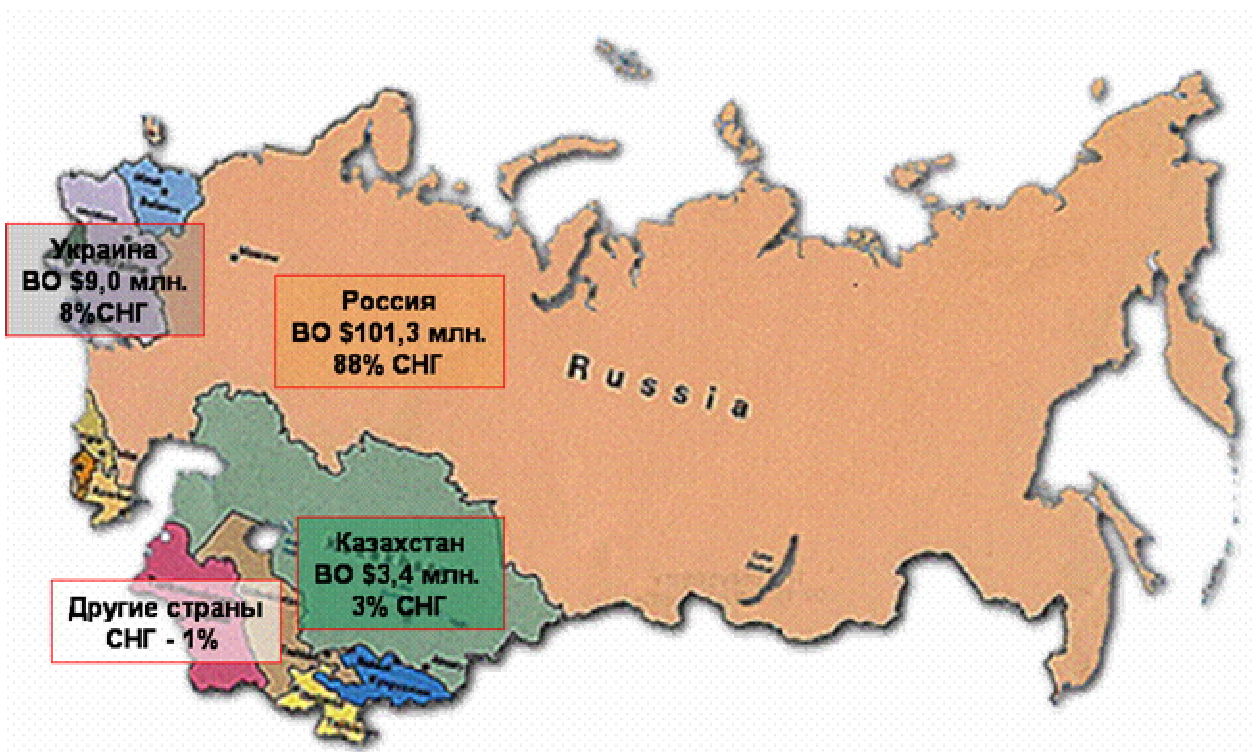 Украина
ВО $9,0 млн.
8%СНГ
Россия
ВО $101,3 млн.
88% СНГ
Russia
Казахстан
ВО $3,4 млн.
3% СНГ
Другие страны
СНГ - 1%